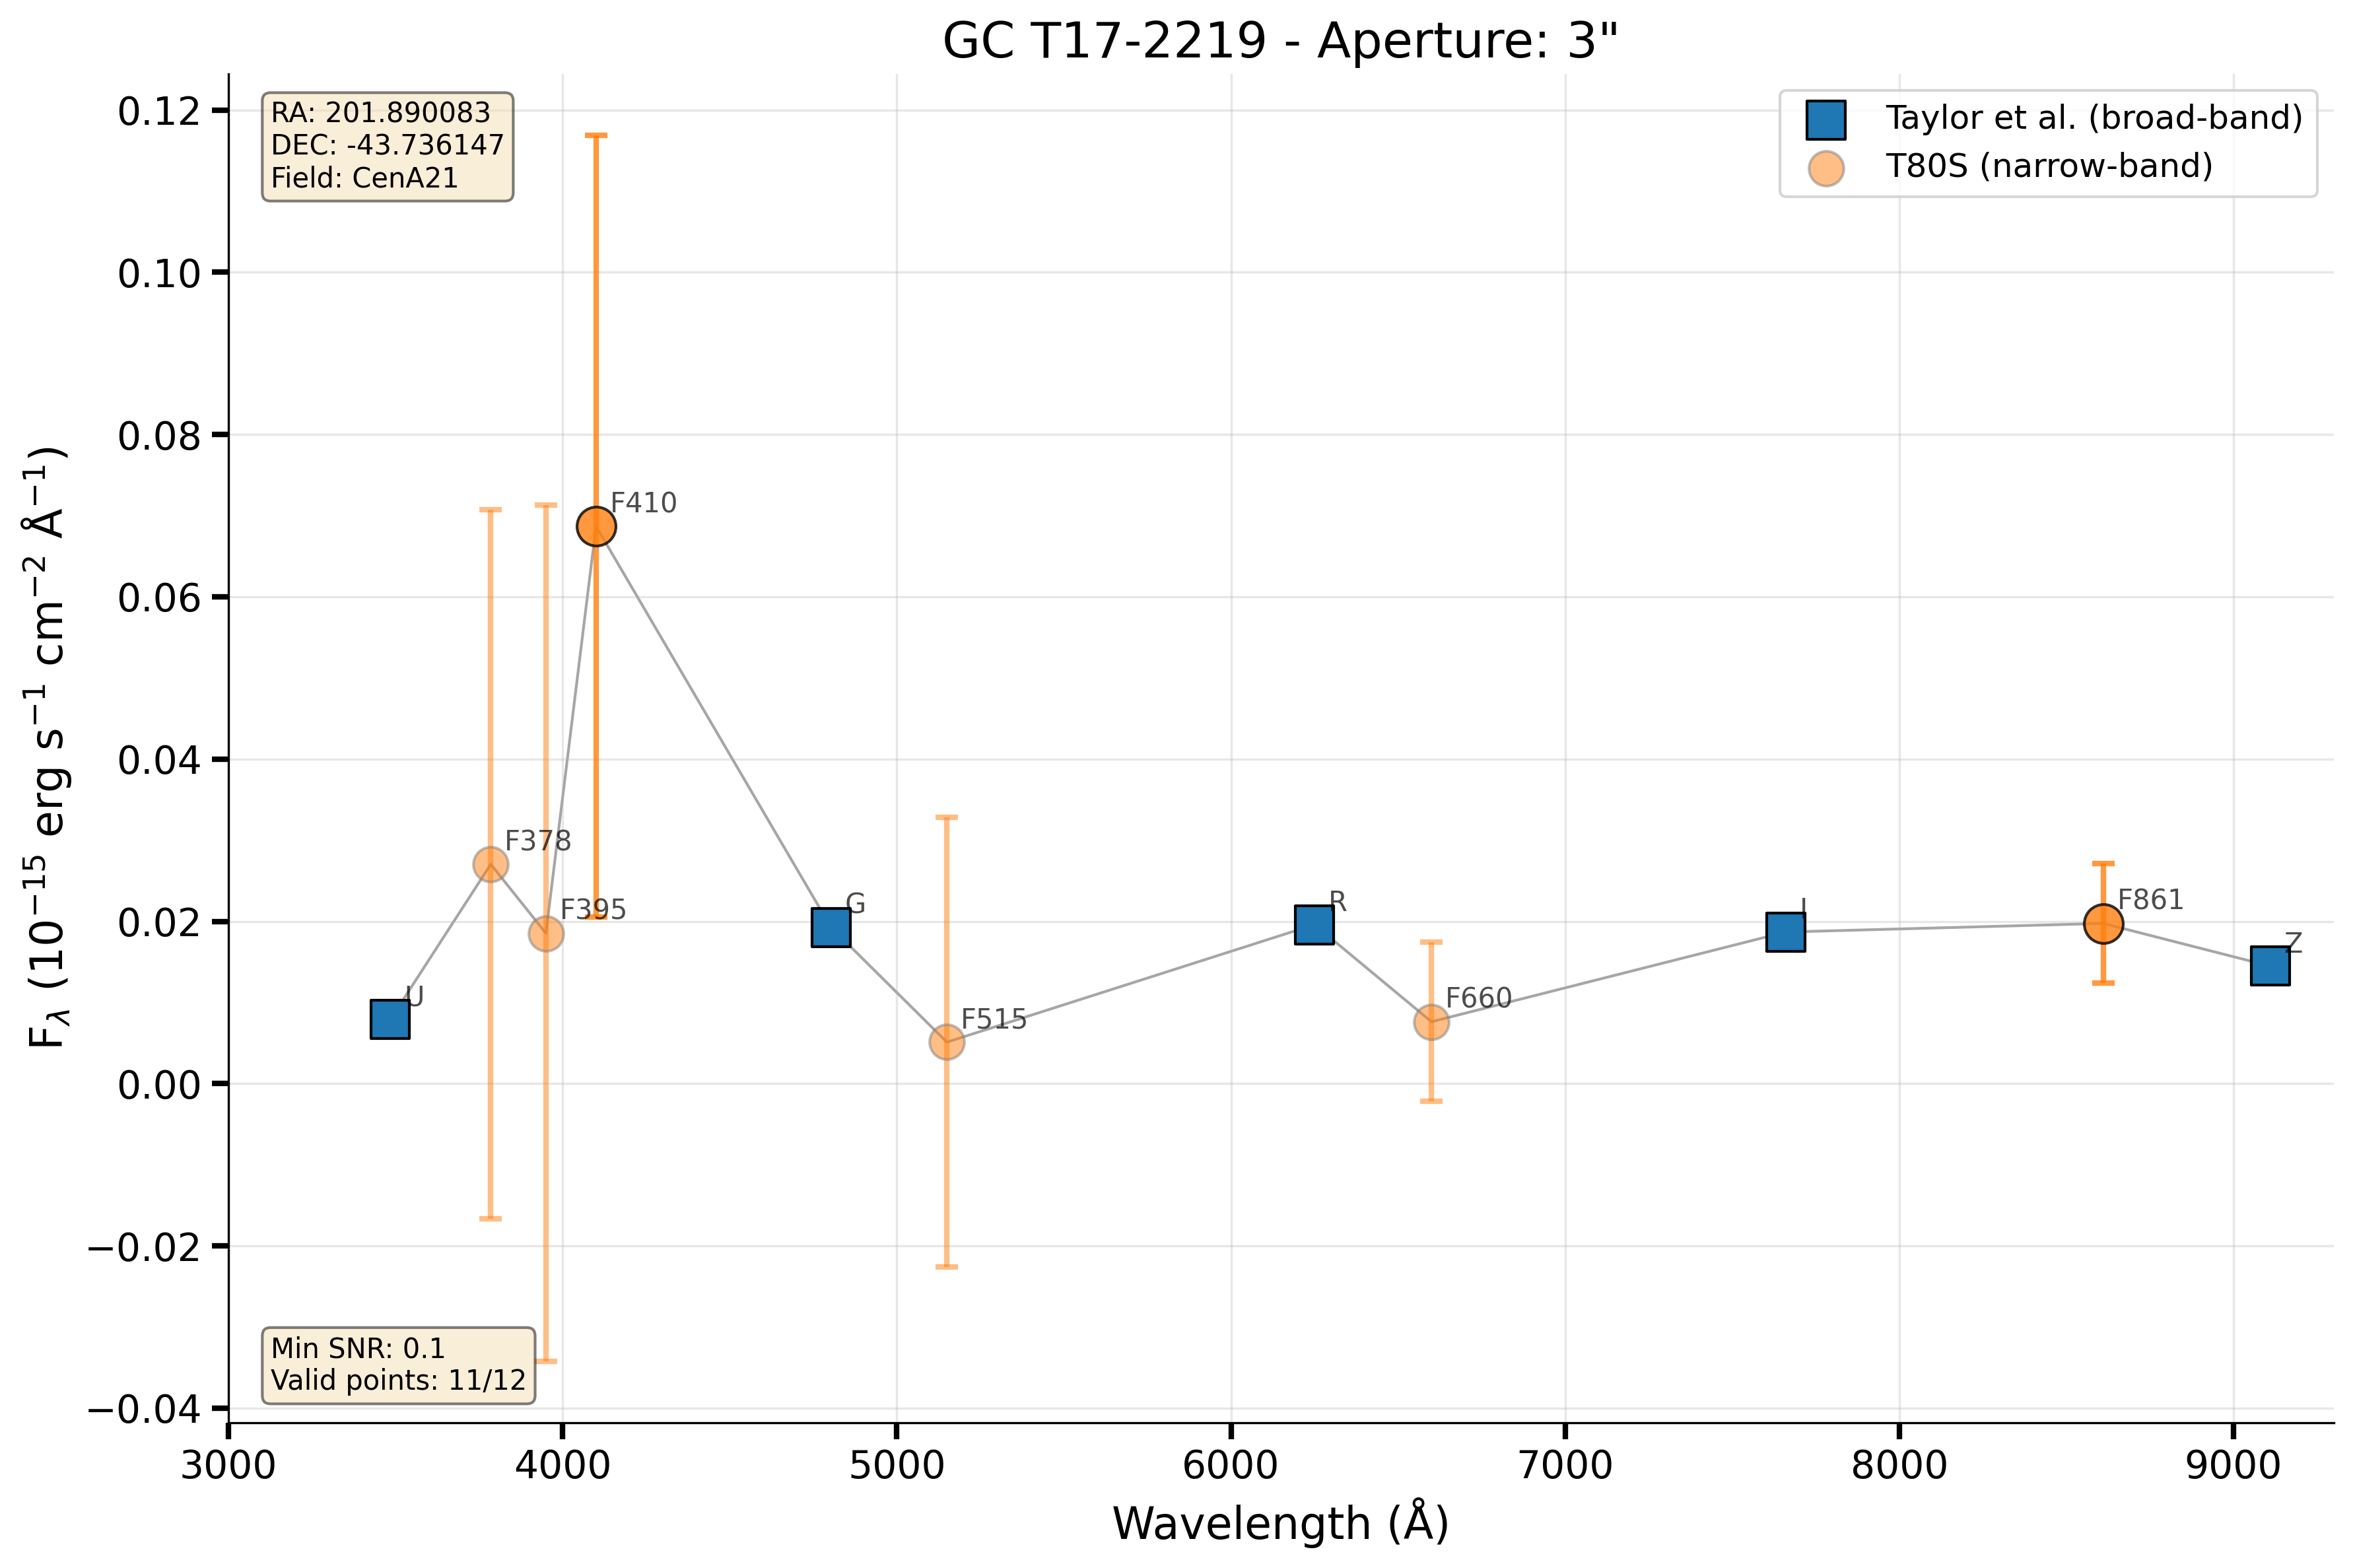 GC T17-2219 - Aperture: 3"
RA: 201.890083
DEC: -43.736147
Field: CenA21
Taylor et al. (broad-band)
T80S (narrow-band)
0.12
0.10
0.08
0.06
0.04
0.02
0.00
−0.02
−0.04
F_λ (10⁻¹⁵ erg s⁻¹ cm⁻² Å⁻¹)
U
F378
F395
F410
G
F515
R
F660
I
F861
Z
Min SNR: 0.1
Valid points: 11/12
3000 4000 5000 6000 7000 8000 9000
Wavelength (Å)